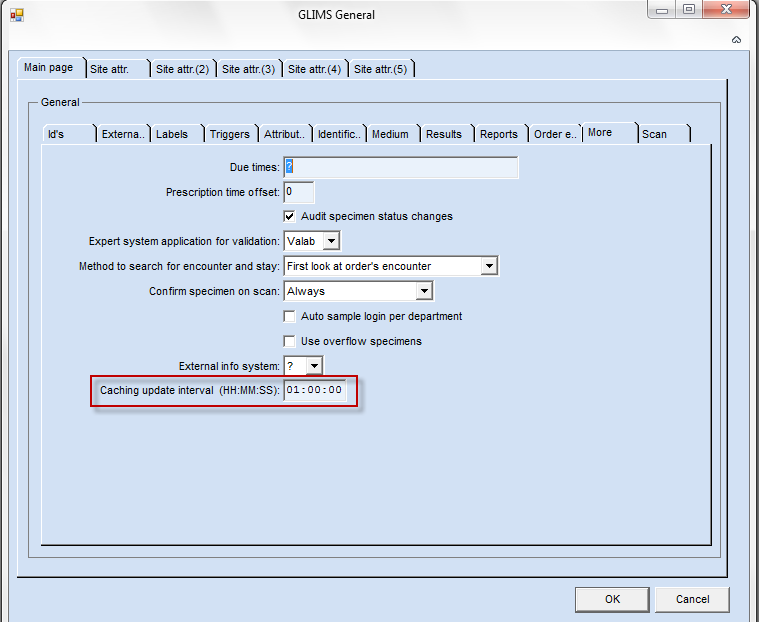 GLIMS General
Main page Site attr. Site attr.(2) Site attr.(3) Site attr.(4) Site attr.(5)
General
Id's Externa.. Labels Triggers Attribut.. Identific.. Medium Results Reports Order e.. More Scan
Due times: ?
Prescription time offset: 0
Audit specimen status changes
Expert system application for validation: Valab
Method to search for encounter and stay: First look at order's encounter
Confirm specimen on scan: Always
Auto sample login per department
Use overflow specimens
External info system: ?
Caching update interval (HH:MM:SS): 01:00:00
OK Cancel